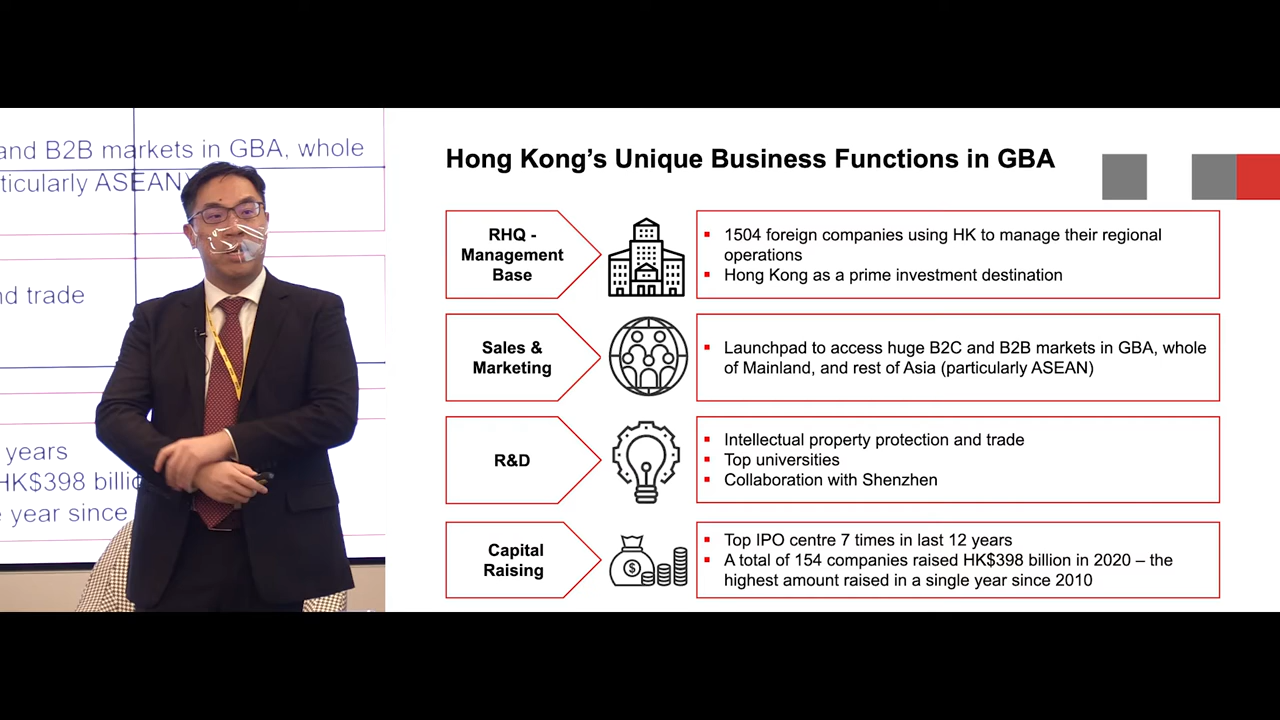 and B2B markets in GBA, whole
ticularly ASEAN)
nd trade
years
HK$398 billio
e year since
Hong Kong's Unique Business Functions in GBA
RHQ -
Management
Base
1504 foreign companies using HK to manage their regional
operations
Hong Kong as a prime investment destination
Sales &
Marketing
Launchpad to access huge B2C and B2B markets in GBA, whole
of Mainland, and rest of Asia (particularly ASEAN)
R&D
Intellectual property protection and trade
Top universities
Collaboration with Shenzhen
Capital
Raising
$
Top IPO centre 7 times in last 12 years
A total of 154 companies raised HK$398 billion in 2020 – the
highest amount raised in a single year since 2010